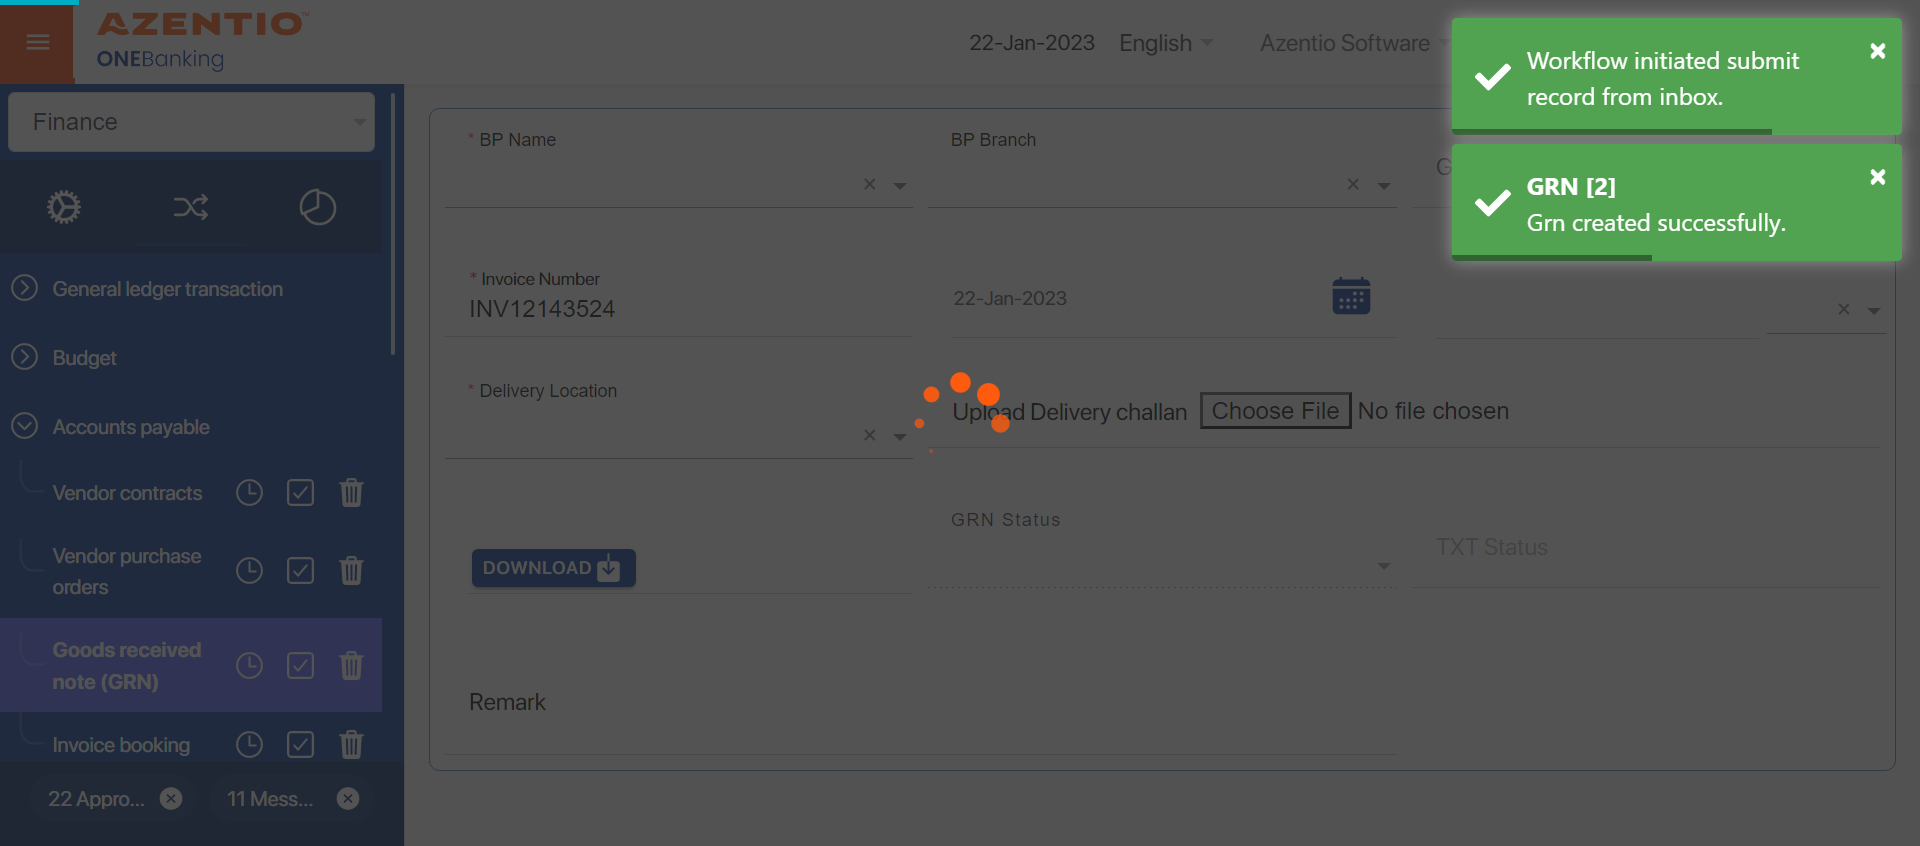 AZENTIO™
ONEBanking
22-Jan-2023
English
Azentio Software
Workflow initiated submit
record from inbox.
GRN [2]
Grn created successfully.
Finance
General ledger transaction
Budget
Accounts payable
Vendor contracts
Vendor purchase
orders
Goods received
note (GRN)
Invoice booking
22 Appro...
11 Mess...
* BP Name
BP Branch
G
* Invoice Number
INV12143524
22-Jan-2023
* Delivery Location
Upload Delivery challan
Choose File
No file chosen
DOWNLOAD
GRN Status
TXT Status
Remark